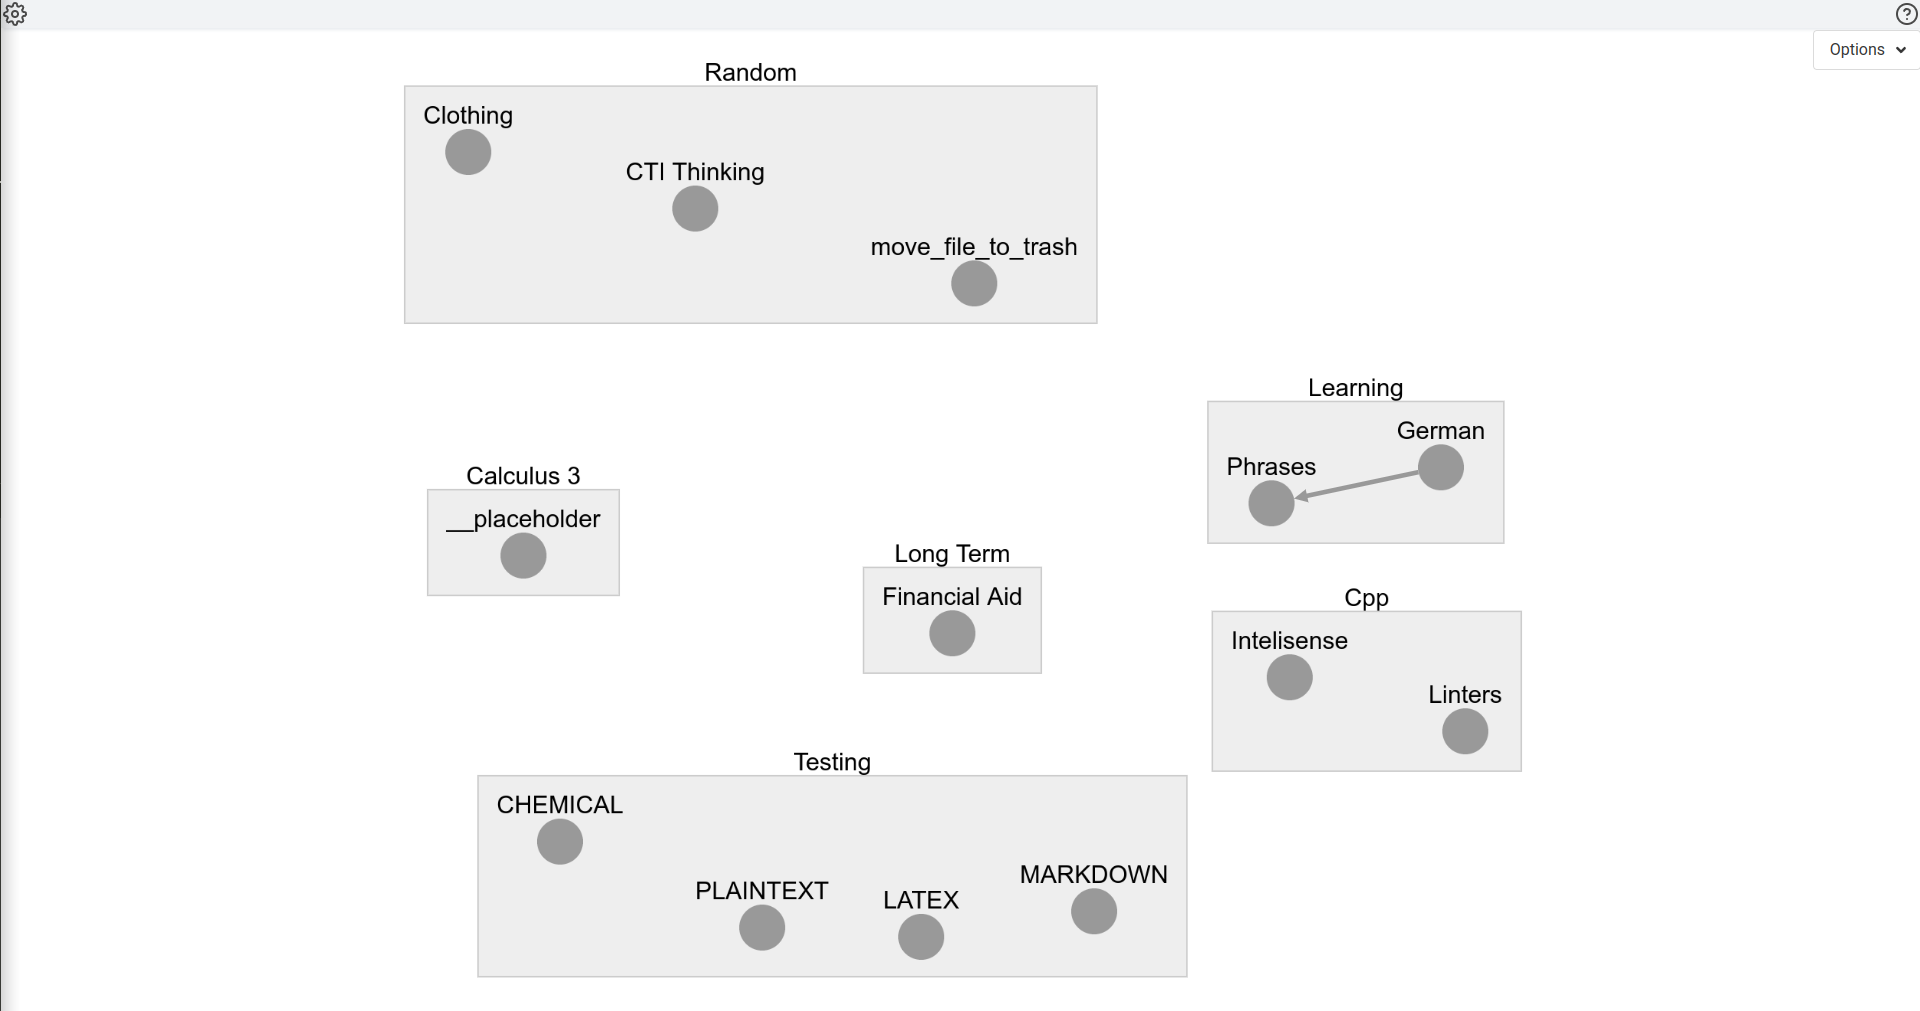 Options
Random
Clothing
CTI Thinking
move_file_to_trash
Learning
German
Phrases
Calculus 3
__placeholder
Long Term
Financial Aid
Cpp
Intelisense
Linters
Testing
CHEMICAL
PLAINTEXT
LATEX
MARKDOWN